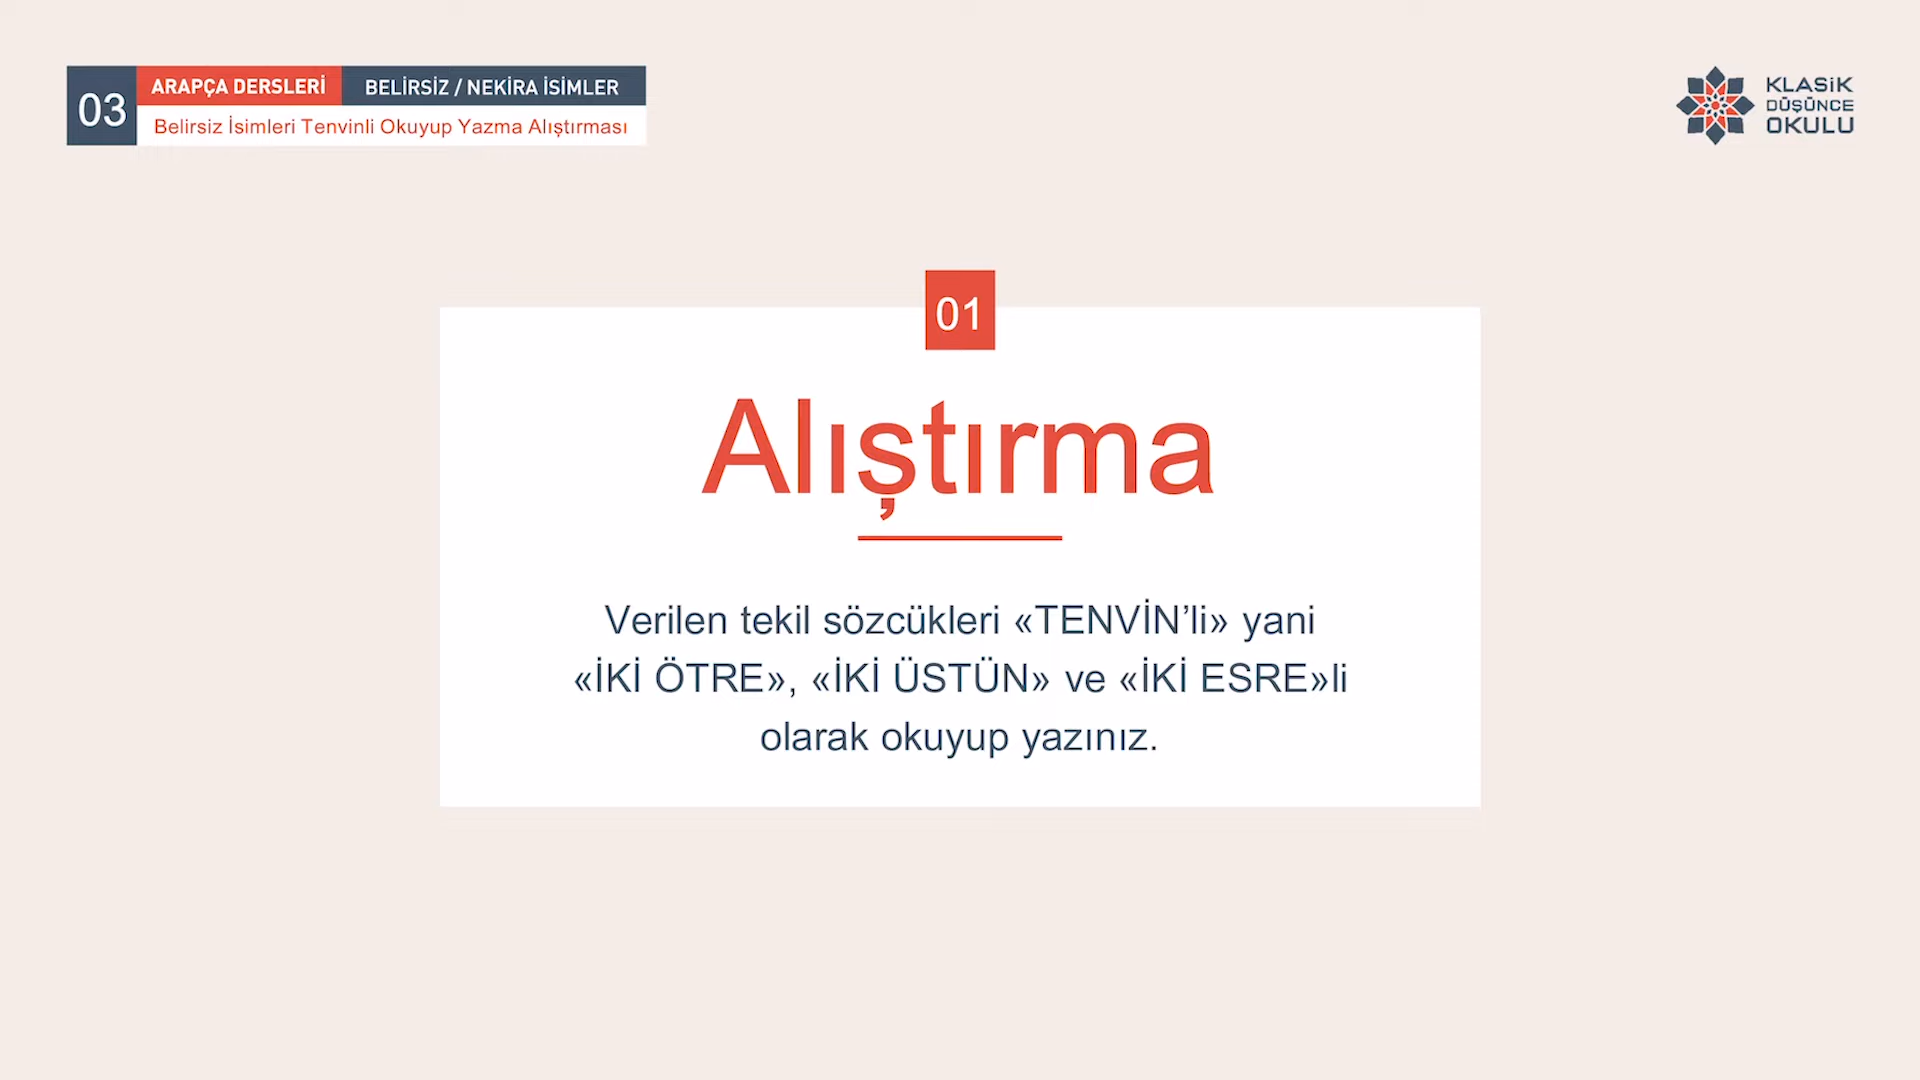 03
ARAPÇA DERSLERİ
BELİRSİZ / NEKİRA İSİMLER
Belirsiz İsimleri Tenvinli Okuyup Yazma Alıştırması
KLASiK
DÜŞÜNCE
OKULU
01
Alıştırma
Verilen tekil sözcükleri «TENVİN’li» yani
«İKİ ÖTRE», «İKİ ÜSTÜN» ve «İKİ ESRE»li
olarak okuyup yazınız.